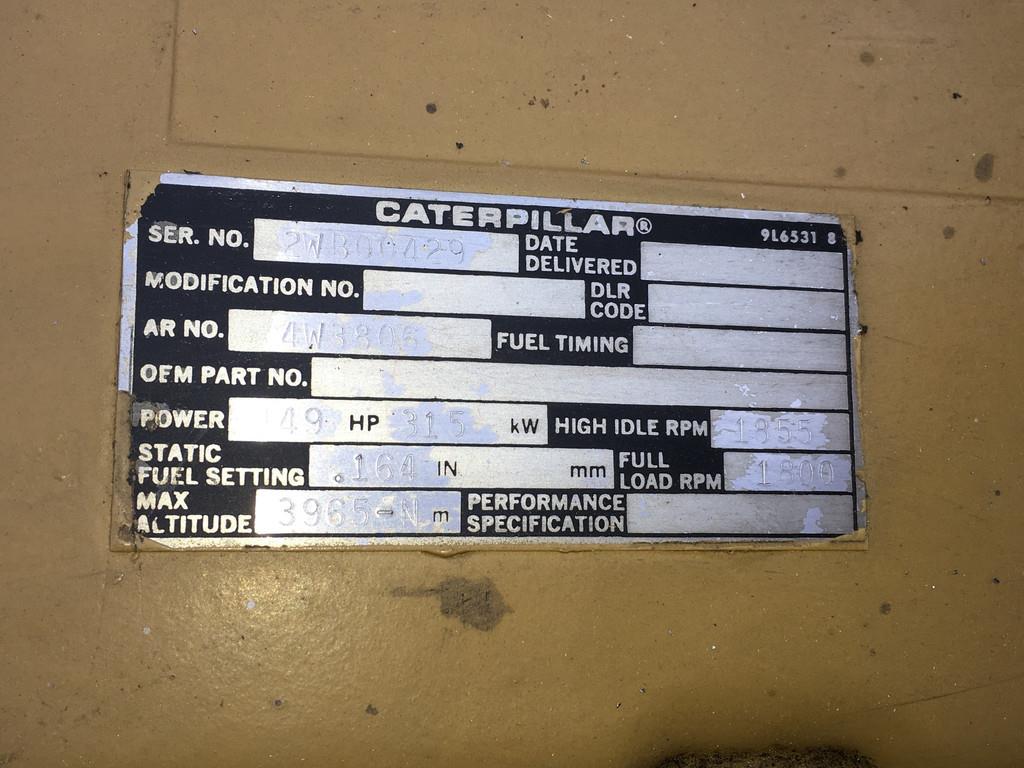 CATERPILLAR®
9L6531 8
SER. NO. 2WB00429 DATE DELIVERED
MODIFICATION NO. DLR CODE
AR NO. 4W3806 FUEL TIMING
OEM PART NO.
POWER HP 315 kW HIGH IDLE RPM 1855
STATIC FUEL SETTING .164 IN mm FULL LOAD RPM 1800
MAX ALTITUDE 3965-N m PERFORMANCE SPECIFICATION